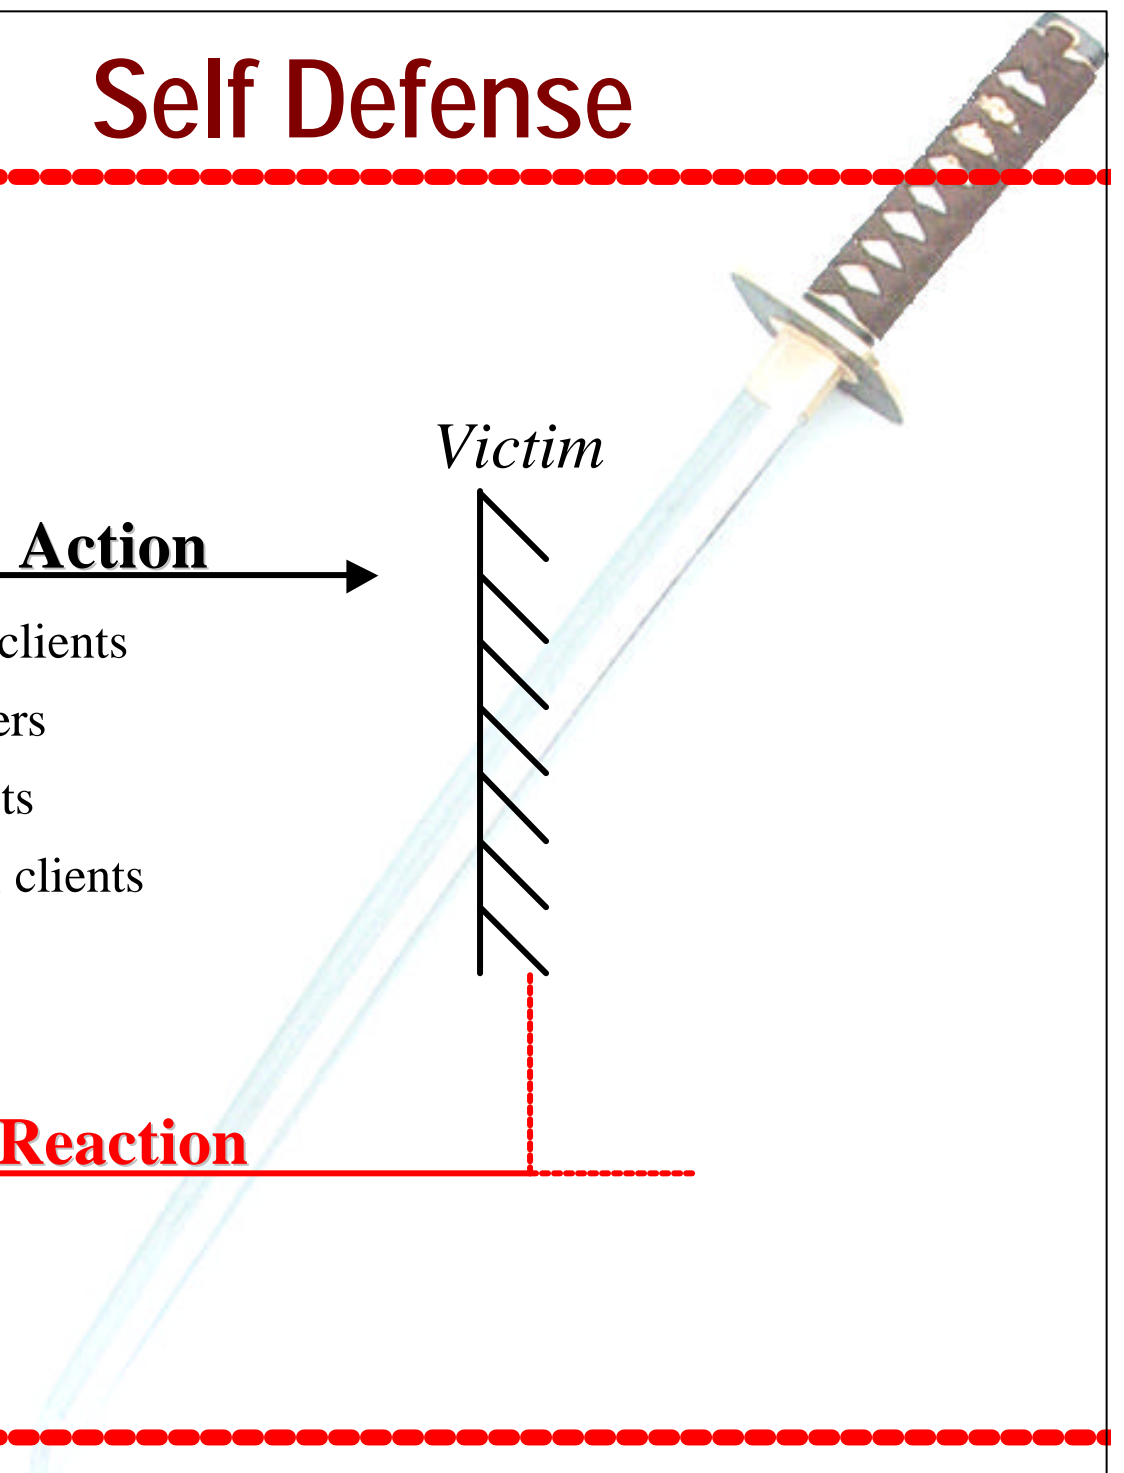 Self Defense
Victim
Action
clients
ers
ts
clients
Reaction